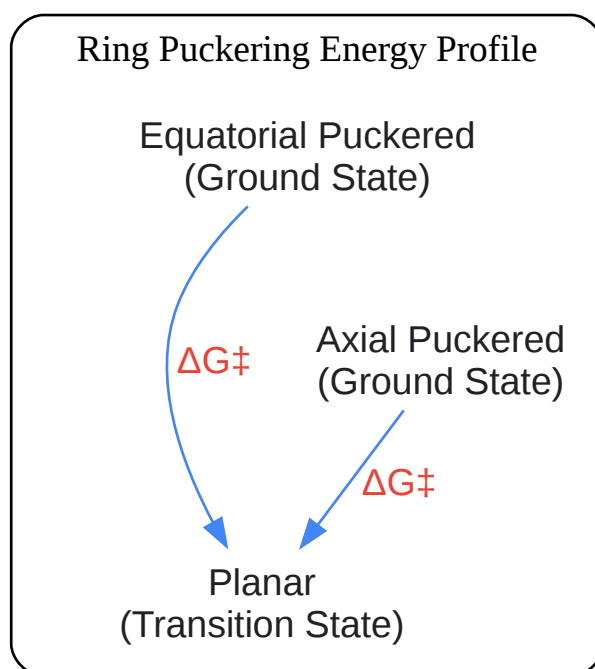 Ring Puckering Energy Profile
Equatorial Puckered
(Ground State)
Axial Puckered
(Ground State)
ΔG‡
ΔG‡
Planar
(Transition State)